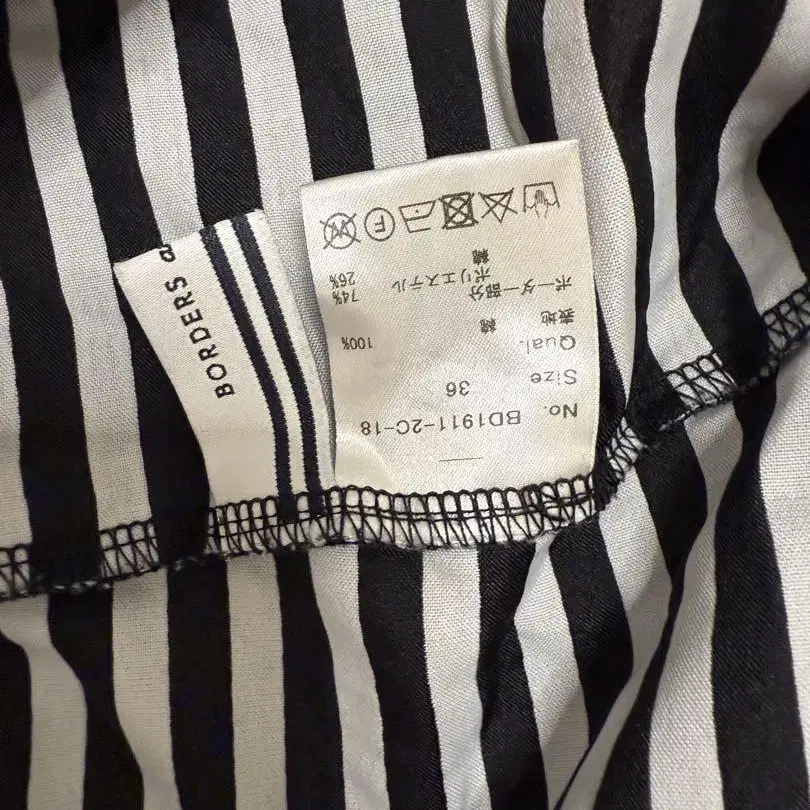 BORDERS &
No. BD1911-2C-18
Size 36
Qual.
表地 綿 100%
ボーダー部分
ポリエステル 74%
綿 26%
F W